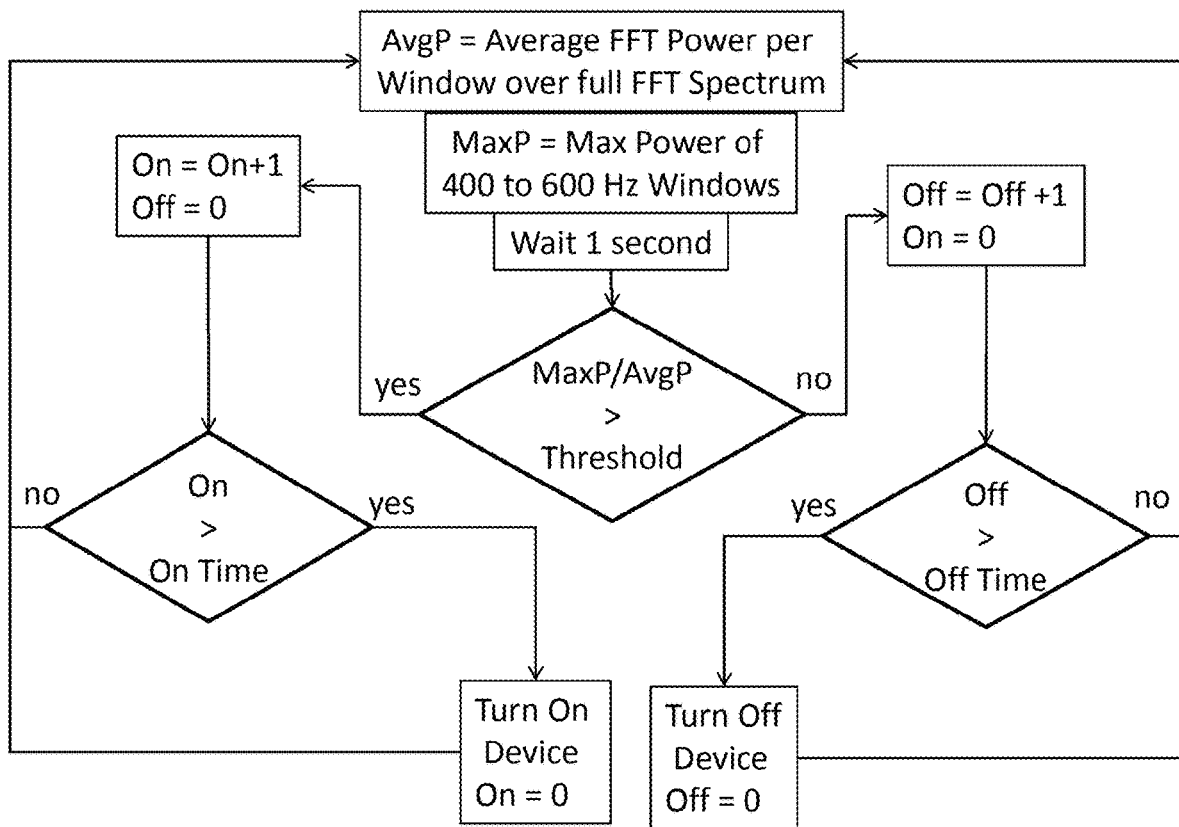 AvgP = Average FFT Power per
Window over full FFT Spectrum
MaxP = Max Power of
400 to 600 Hz Windows
Wait 1 second
On = On+1
Off = 0
Off = Off +1
On = 0
yes
MaxP/AvgP
>
Threshold
no
no
On
>
On Time
yes
yes
Off
>
Off Time
no
Turn On
Device
On = 0
Turn Off
Device
Off = 0